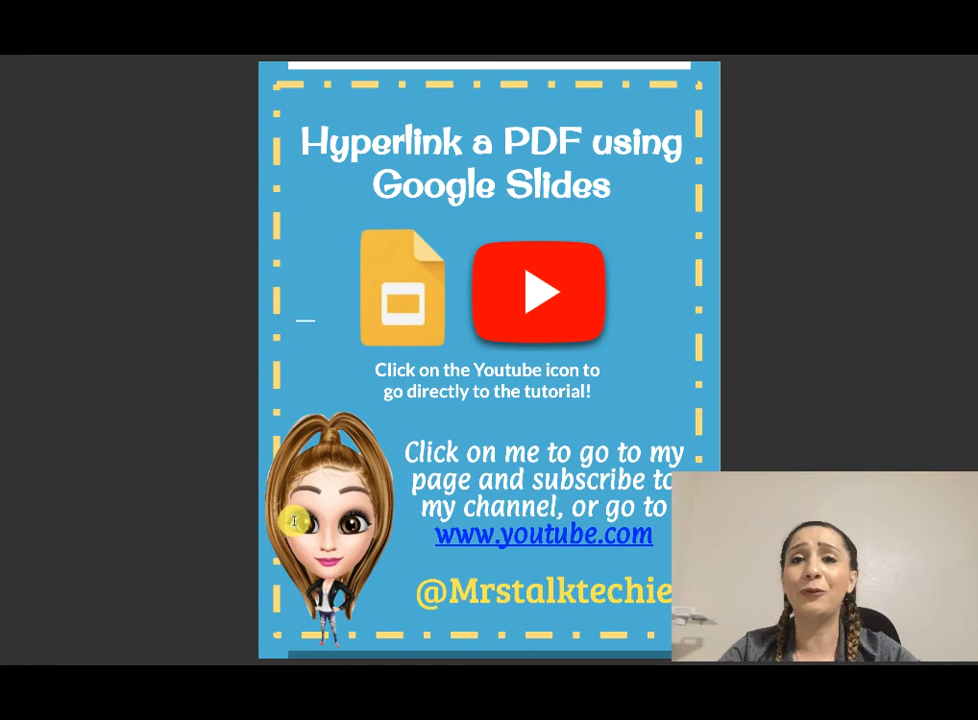 Hyperlink a PDF using
Google Slides
Click on the Youtube icon to
go directly to the tutorial!
Click on me to go to my
page and subscribe to
my channel, or go to
www.youtube.com
@Mrstalktechie